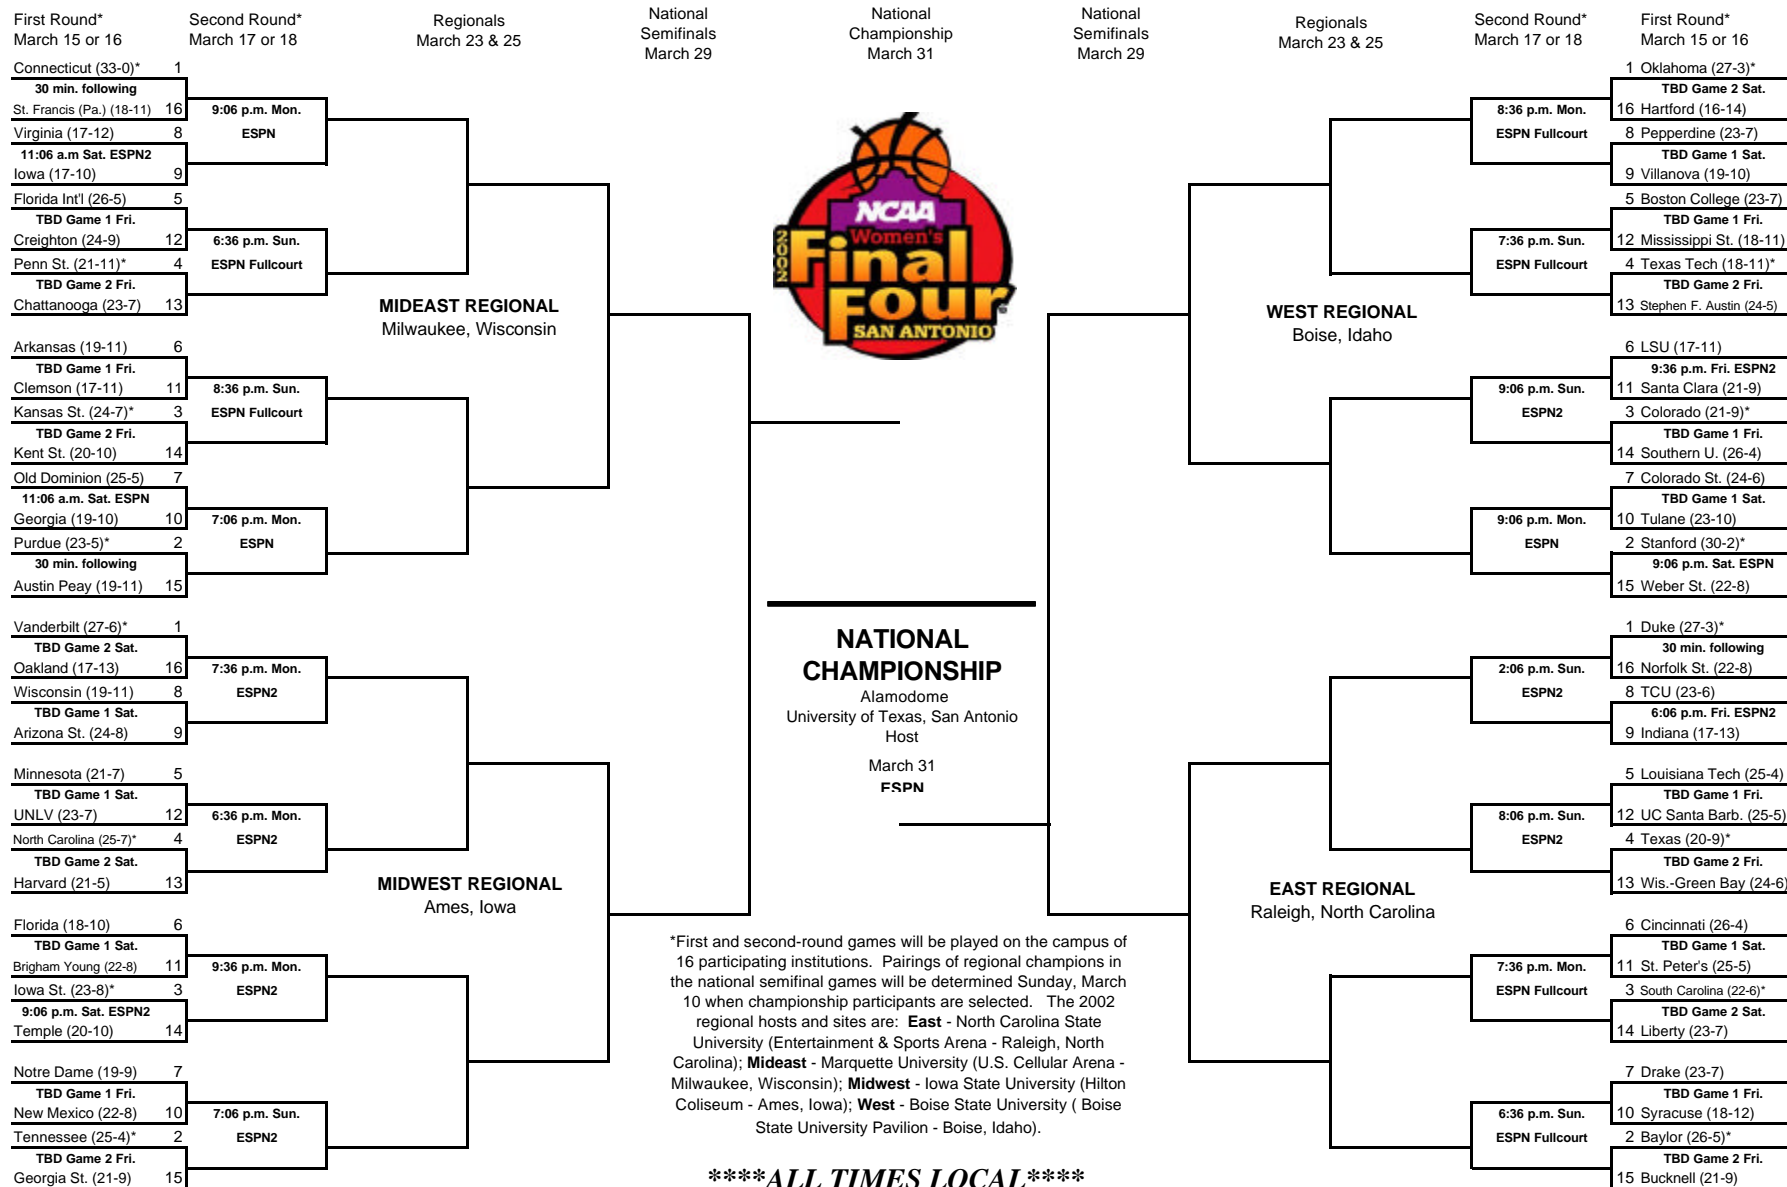 First Round*
March 15 or 16
Second Round*
March 17 or 18
Regionals
March 23 & 25
National
Semifinals
March 29
National
Championship
March 31
National
Semifinals
March 29
Regionals
March 23 & 25
Second Round*
March 17 or 18
First Round*
March 15 or 16
Connecticut (33-0)* 1
30 min. following
St. Francis (Pa.) (18-11) 16
Virginia (17-12) 8
11:06 a.m Sat. ESPN2
Iowa (17-10) 9
Florida Int'l (26-5) 5
TBD Game 1 Fri.
Creighton (24-9) 12
Penn St. (21-11)* 4
TBD Game 2 Fri.
Chattanooga (23-7) 13
Arkansas (19-11) 6
TBD Game 1 Fri.
Clemson (17-11) 11
Kansas St. (24-7)* 3
TBD Game 2 Fri.
Kent St. (20-10) 14
Old Dominion (25-5) 7
11:06 a.m. Sat. ESPN
Georgia (19-10) 10
Purdue (23-5)* 2
30 min. following
Austin Peay (19-11) 15
9:06 p.m. Mon.
ESPN
6:36 p.m. Sun.
ESPN Fullcourt
8:36 p.m. Sun.
ESPN Fullcourt
7:06 p.m. Mon.
ESPN
MIDEAST REGIONAL
Milwaukee, Wisconsin
Vanderbilt (27-6)* 1
TBD Game 2 Sat.
Oakland (17-13) 16
Wisconsin (19-11) 8
TBD Game 1 Sat.
Arizona St. (24-8) 9
Minnesota (21-7) 5
TBD Game 1 Sat.
UNLV (23-7) 12
North Carolina (25-7)* 4
TBD Game 2 Sat.
Harvard (21-5) 13
Florida (18-10) 6
TBD Game 1 Sat.
Brigham Young (22-8) 11
Iowa St. (23-8)* 3
9:06 p.m. Sat. ESPN2
Temple (20-10) 14
Notre Dame (19-9) 7
TBD Game 1 Fri.
New Mexico (22-8) 10
Tennessee (25-4)* 2
TBD Game 2 Fri.
Georgia St. (21-9) 15
7:36 p.m. Mon.
ESPN2
6:36 p.m. Mon.
ESPN2
9:36 p.m. Mon.
ESPN2
7:06 p.m. Sun.
ESPN2
MIDWEST REGIONAL
Ames, Iowa
NCAA
Women's
2002
Final
Four
SAN ANTONIO
NATIONAL
CHAMPIONSHIP
Alamodome
University of Texas, San Antonio
Host
March 31
ESPN
*First and second-round games will be played on the campus of
16 participating institutions. Pairings of regional champions in
the national semifinal games will be determined Sunday, March
10 when championship participants are selected. The 2002
regional hosts and sites are: East - North Carolina State
University (Entertainment & Sports Arena - Raleigh, North
Carolina); Mideast - Marquette University (U.S. Cellular Arena -
Milwaukee, Wisconsin); Midwest - Iowa State University (Hilton
Coliseum - Ames, Iowa); West - Boise State University ( Boise
State University Pavilion - Boise, Idaho).
****ALL TIMES LOCAL****
WEST REGIONAL
Boise, Idaho
8:36 p.m. Mon.
ESPN Fullcourt
7:36 p.m. Sun.
ESPN Fullcourt
9:06 p.m. Sun.
ESPN2
9:06 p.m. Mon.
ESPN
1 Oklahoma (27-3)*
TBD Game 2 Sat.
16 Hartford (16-14)
8 Pepperdine (23-7)
TBD Game 1 Sat.
9 Villanova (19-10)
5 Boston College (23-7)
TBD Game 1 Fri.
12 Mississippi St. (18-11)
4 Texas Tech (18-11)*
TBD Game 2 Fri.
13 Stephen F. Austin (24-5)
6 LSU (17-11)
9:36 p.m. Fri. ESPN2
11 Santa Clara (21-9)
3 Colorado (21-9)*
TBD Game 1 Fri.
14 Southern U. (26-4)
7 Colorado St. (24-6)
TBD Game 1 Sat.
10 Tulane (23-10)
2 Stanford (30-2)*
9:06 p.m. Sat. ESPN
15 Weber St. (22-8)
EAST REGIONAL
Raleigh, North Carolina
2:06 p.m. Sun.
ESPN2
8:06 p.m. Sun.
ESPN2
7:36 p.m. Mon.
ESPN Fullcourt
6:36 p.m. Sun.
ESPN Fullcourt
1 Duke (27-3)*
30 min. following
16 Norfolk St. (22-8)
8 TCU (23-6)
6:06 p.m. Fri. ESPN2
9 Indiana (17-13)
5 Louisiana Tech (25-4)
TBD Game 1 Fri.
12 UC Santa Barb. (25-5)
4 Texas (20-9)*
TBD Game 2 Fri.
13 Wis.-Green Bay (24-6)
6 Cincinnati (26-4)
TBD Game 1 Sat.
11 St. Peter's (25-5)
3 South Carolina (22-6)*
TBD Game 2 Sat.
14 Liberty (23-7)
7 Drake (23-7)
TBD Game 1 Fri.
10 Syracuse (18-12)
2 Baylor (26-5)*
TBD Game 2 Fri.
15 Bucknell (21-9)